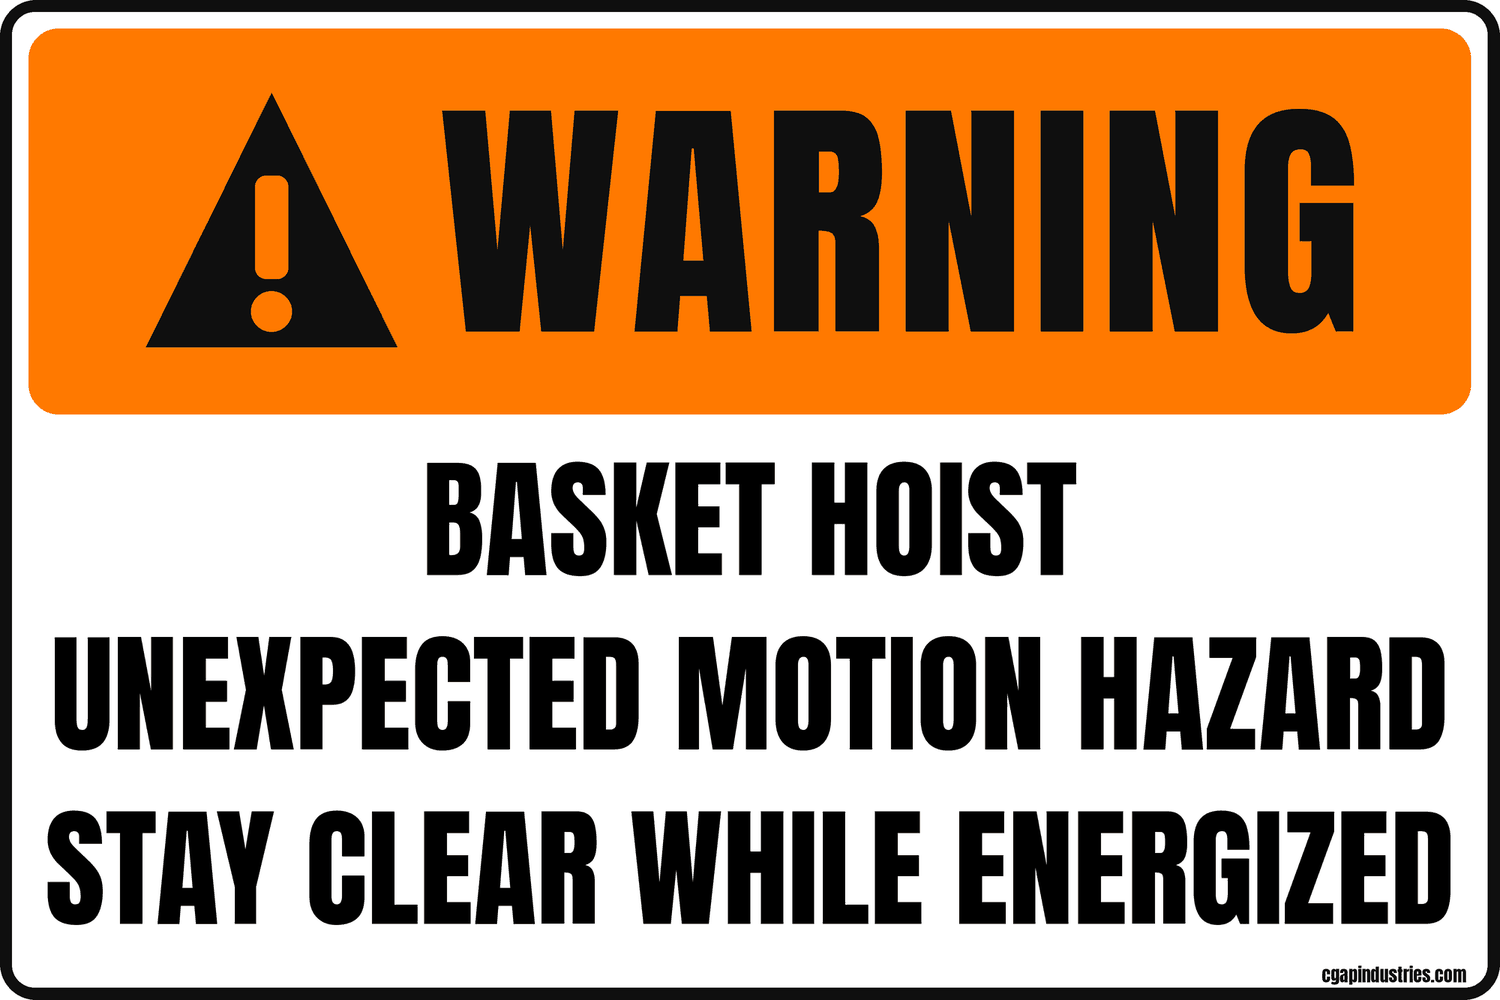 WARNING
BASKET HOIST
UNEXPECTED MOTION HAZARD
STAY CLEAR WHILE ENERGIZED
cgapindustries.com